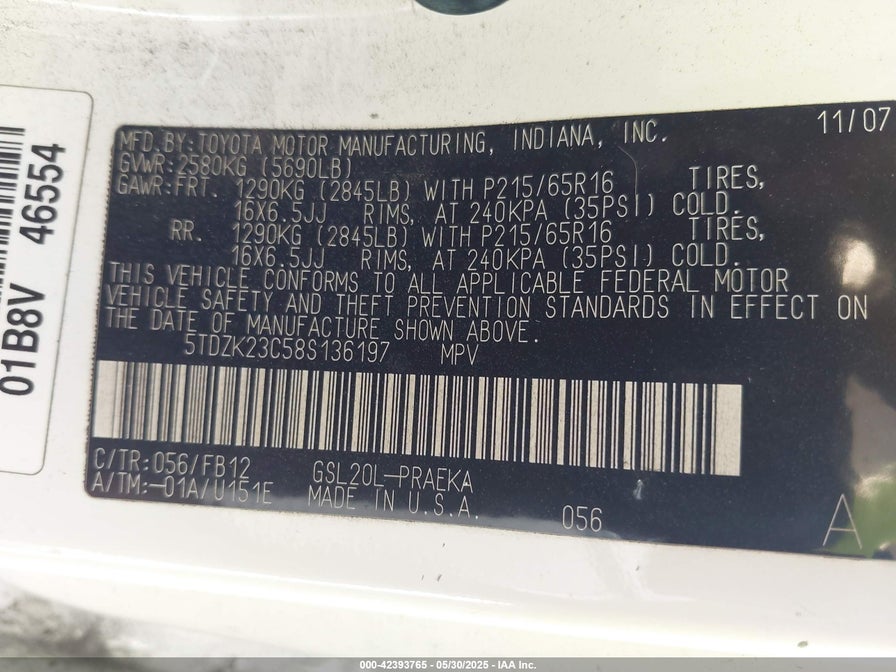 01B8V 46554
11/07
MFD.BY:TOYOTA MOTOR MANUFACTURING, INDIANA, INC.
GVWR:2580KG (5690LB)
GAWR:FRT. 1290KG (2845LB) WITH P215/65R16 TIRES,
16X6.5JJ RIMS, AT 240KPA (35PSI) COLD.
RR. 1290KG (2845LB) WITH P215/65R16 TIRES,
16X6.5JJ RIMS, AT 240KPA (35PSI) COLD.
THIS VEHICLE CONFORMS TO ALL APPLICABLE FEDERAL MOTOR
VEHICLE SAFETY AND THEFT PREVENTION STANDARDS IN EFFECT ON
THE DATE OF MANUFACTURE SHOWN ABOVE.
5TDZK23C58S136197 MPV
C/TR:056/FB12 GSL20L-PRAEKA
A/TM:-01A/U151E MADE IN U.S.A. 056
A
000-42393765 - 05/30/2025 - IAA Inc.